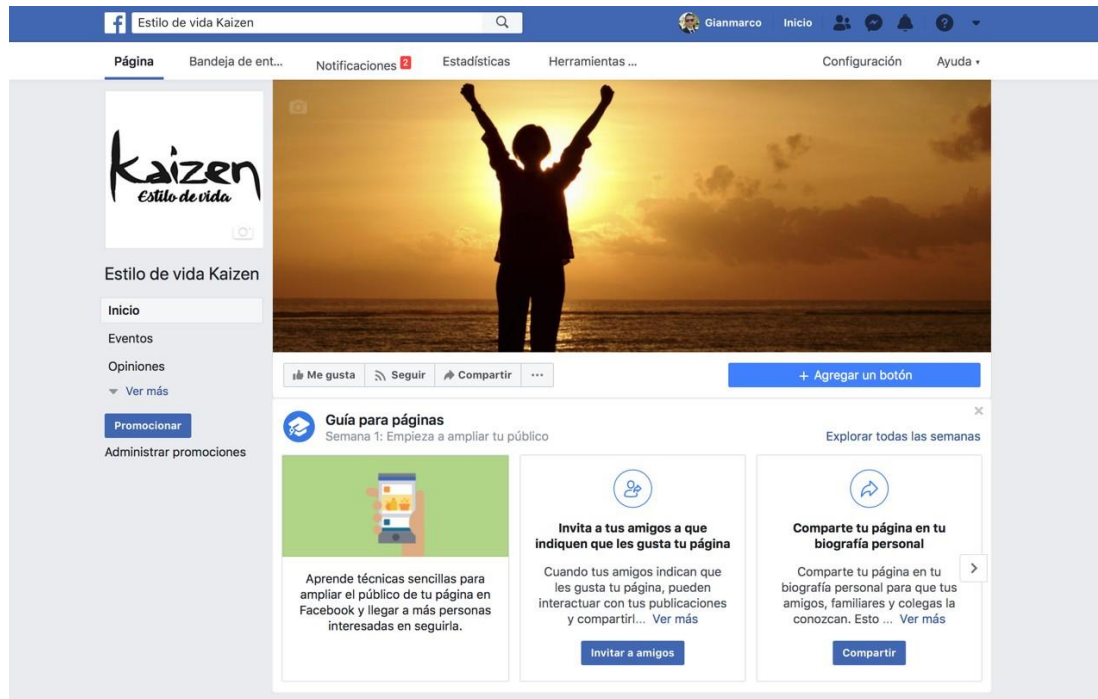 Estilo de vida Kaizen
Gianmarco
Inicio
Página
Bandeja de ent...
Notificaciones 2
Estadísticas
Herramientas ...
Configuración
Ayuda
kaizen
Estilo de vida
Estilo de vida Kaizen
Inicio
Eventos
Opiniones
Ver más
Promocionar
Administrar promociones
Me gusta
Seguir
Compartir
...
+ Agregar un botón
Guía para páginas
Semana 1: Empieza a ampliar tu público
Explorar todas las semanas
Aprende técnicas sencillas para
ampliar el público de tu página en
Facebook y llegar a más personas
interesadas en seguirla.
Invita a tus amigos a que
indiquen que les gusta tu página
Cuando tus amigos indican que
les gusta tu página, pueden
interactuar con tus publicaciones
y compartirl... Ver más
Invitar a amigos
Comparte tu página en tu
biografía personal
Comparte tu página en tu
biografía personal para que tus
amigos, familiares y colegas la
conozcan. Esto ... Ver más
Compartir